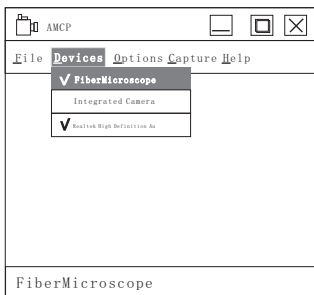 AMCP
File Devices Options Capture Help
FiberMicroscope
Integrated Camera
Realtek High Definition Au
FiberMicroscope